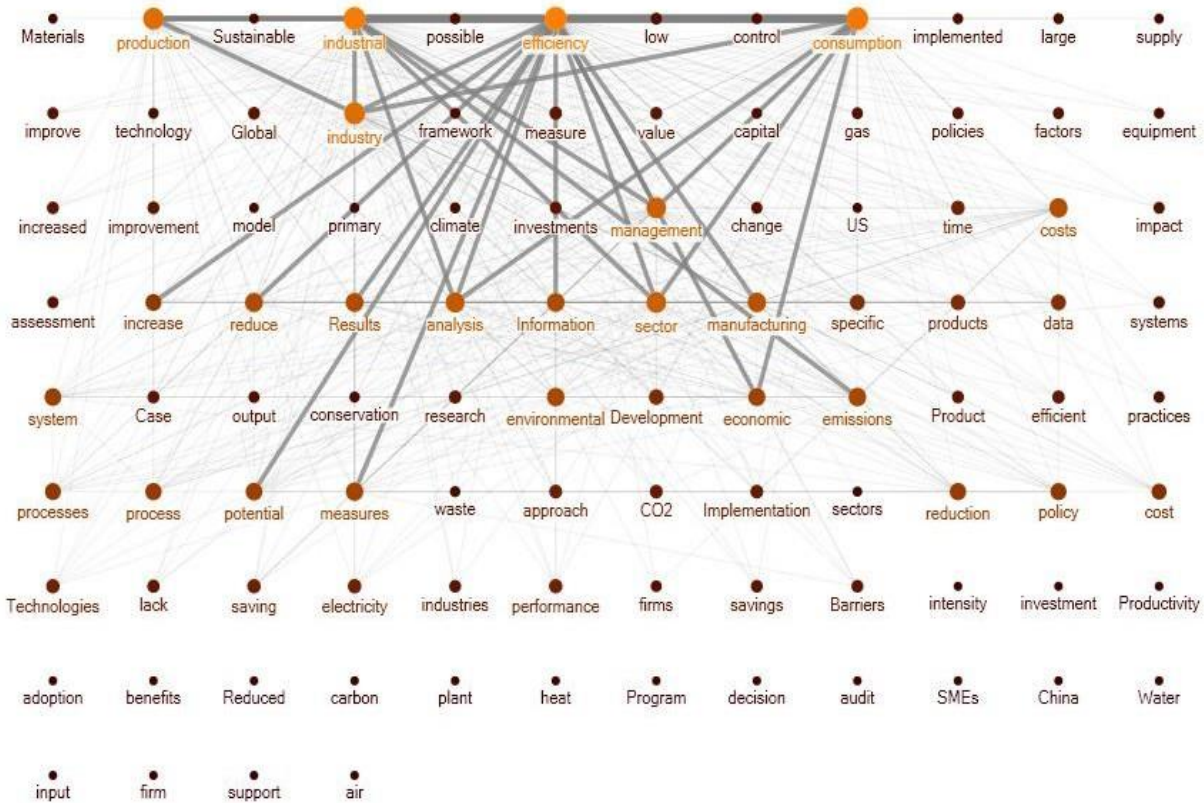 Materials production Sustainable industrial possible efficiency low control consumption implemented large supply
improve technology Global industry framework measure value capital gas policies factors equipment
increased improvement model primary climate investments management change US time costs impact
assessment increase reduce Results analysis Information sector manufacturing specific products data systems
system Case output conservation research environmental Development economic emissions Product efficient practices
processes process potential measures waste approach CO2 Implementation sectors reduction policy cost
Technologies lack saving electricity industries performance firms savings Barriers intensity investment Productivity
adoption benefits Reduced carbon plant heat Program decision audit SMEs China Water
input firm support air